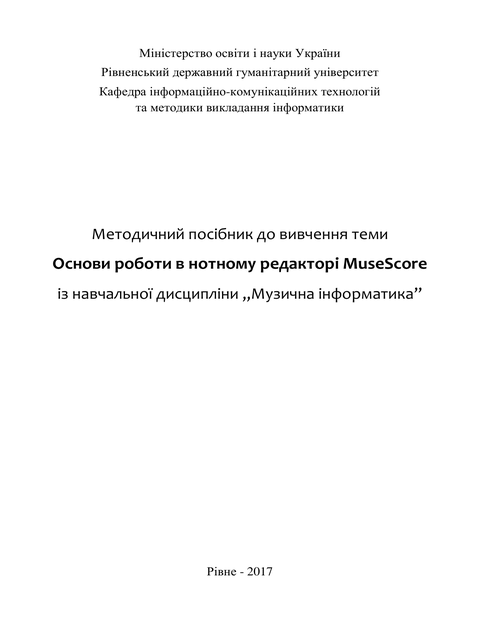 Міністерство освіти і науки України
Рівненський державний гуманітарний університет
Кафедра інформаційно-комунікаційних технологій
та методики викладання інформатики
Методичний посібник до вивчення теми
Основи роботи в нотному редакторі MuseScore
із навчальної дисципліни „Музична інформатика”
Рівне - 2017